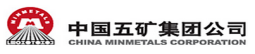 MINMETALS
中国五矿集团公司
CHINA MINMETALS CORPORATION